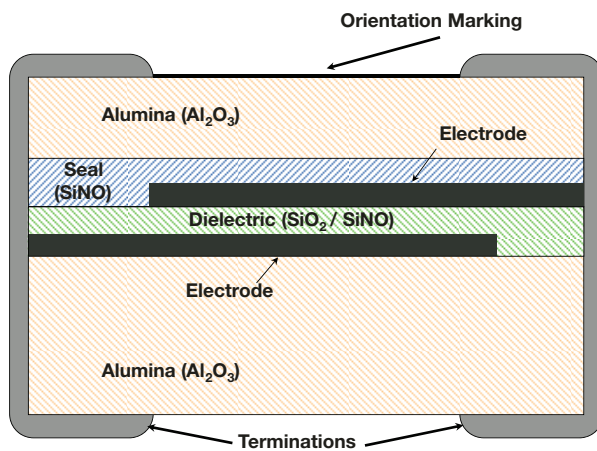 Orientation Marking
Alumina (Al₂O₃)
Electrode
Seal
(SiNO)
Dielectric (SiO₂ / SiNO)
Electrode
Alumina (Al₂O₃)
Terminations